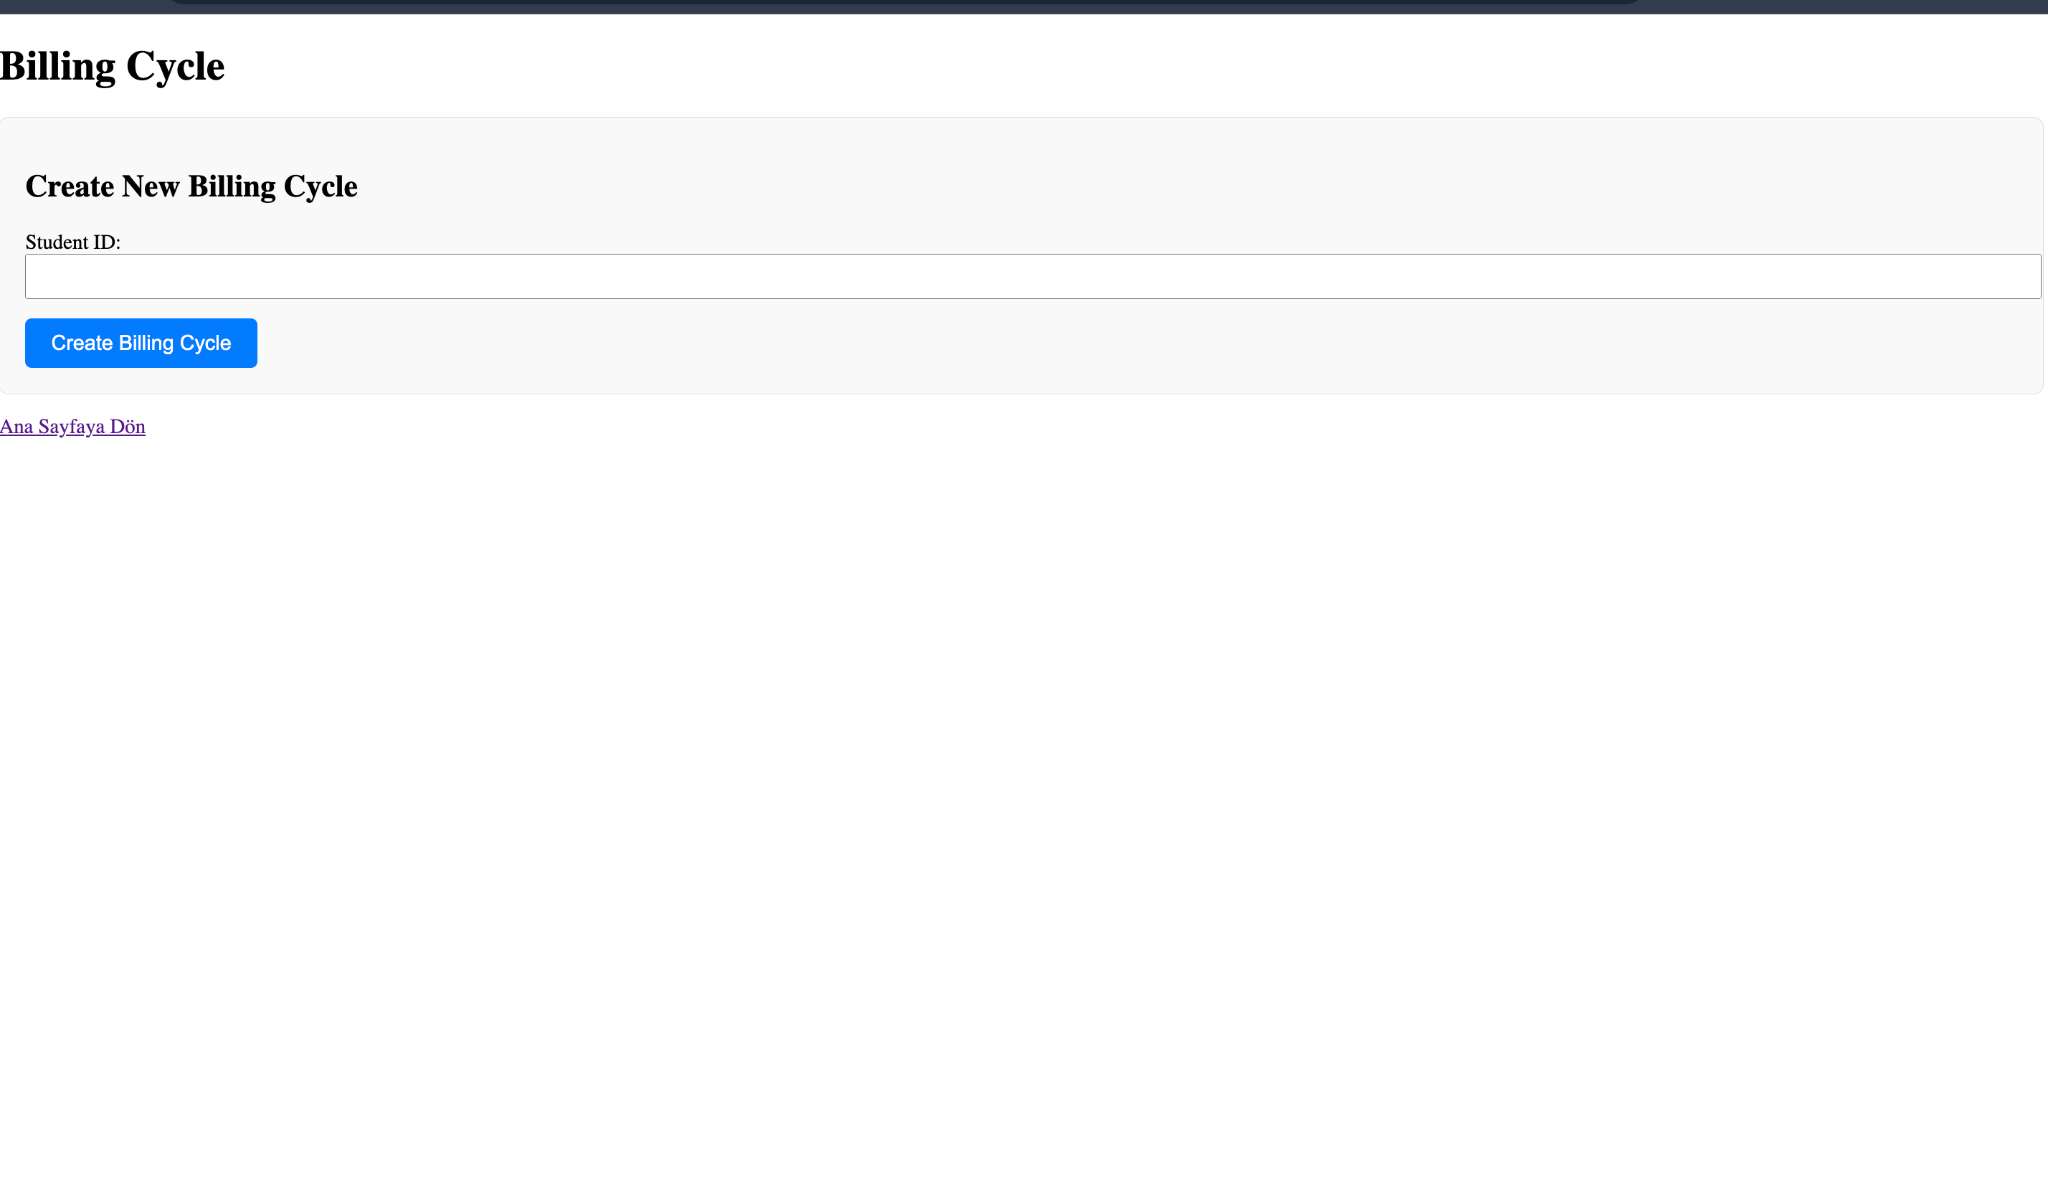 Billing Cycle
Create New Billing Cycle
Student ID:
Create Billing Cycle
Ana Sayfaya Dön